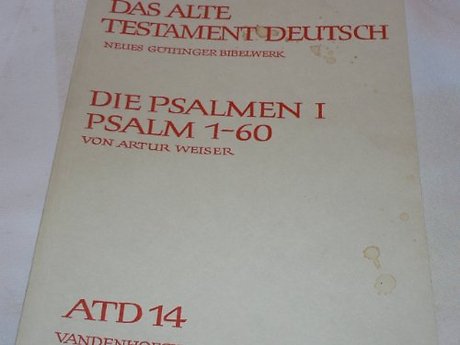 DAS ALTE
TESTAMENT DEUTSCH
NEUES GÖTTINGER BIBELWERK
DIE PSALMEN I
PSALM 1-60
VON ARTUR WEISER
ATD 14